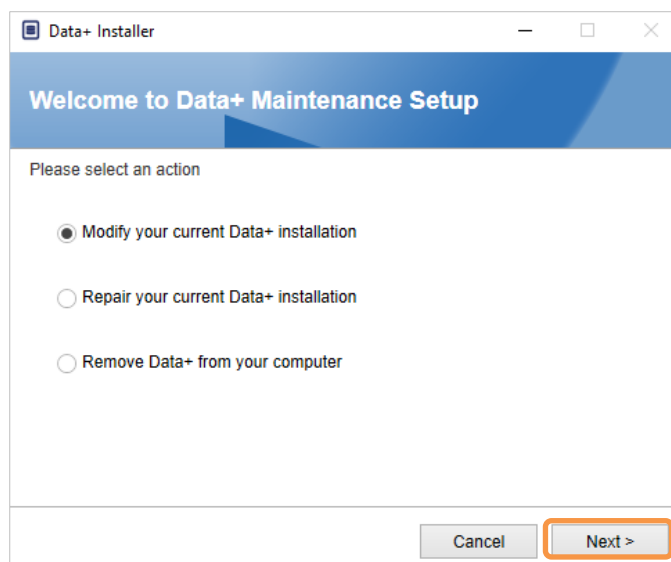 Data+ Installer
Welcome to Data+ Maintenance Setup
Please select an action
Modify your current Data+ installation
Repair your current Data+ installation
Remove Data+ from your computer
Cancel Next >